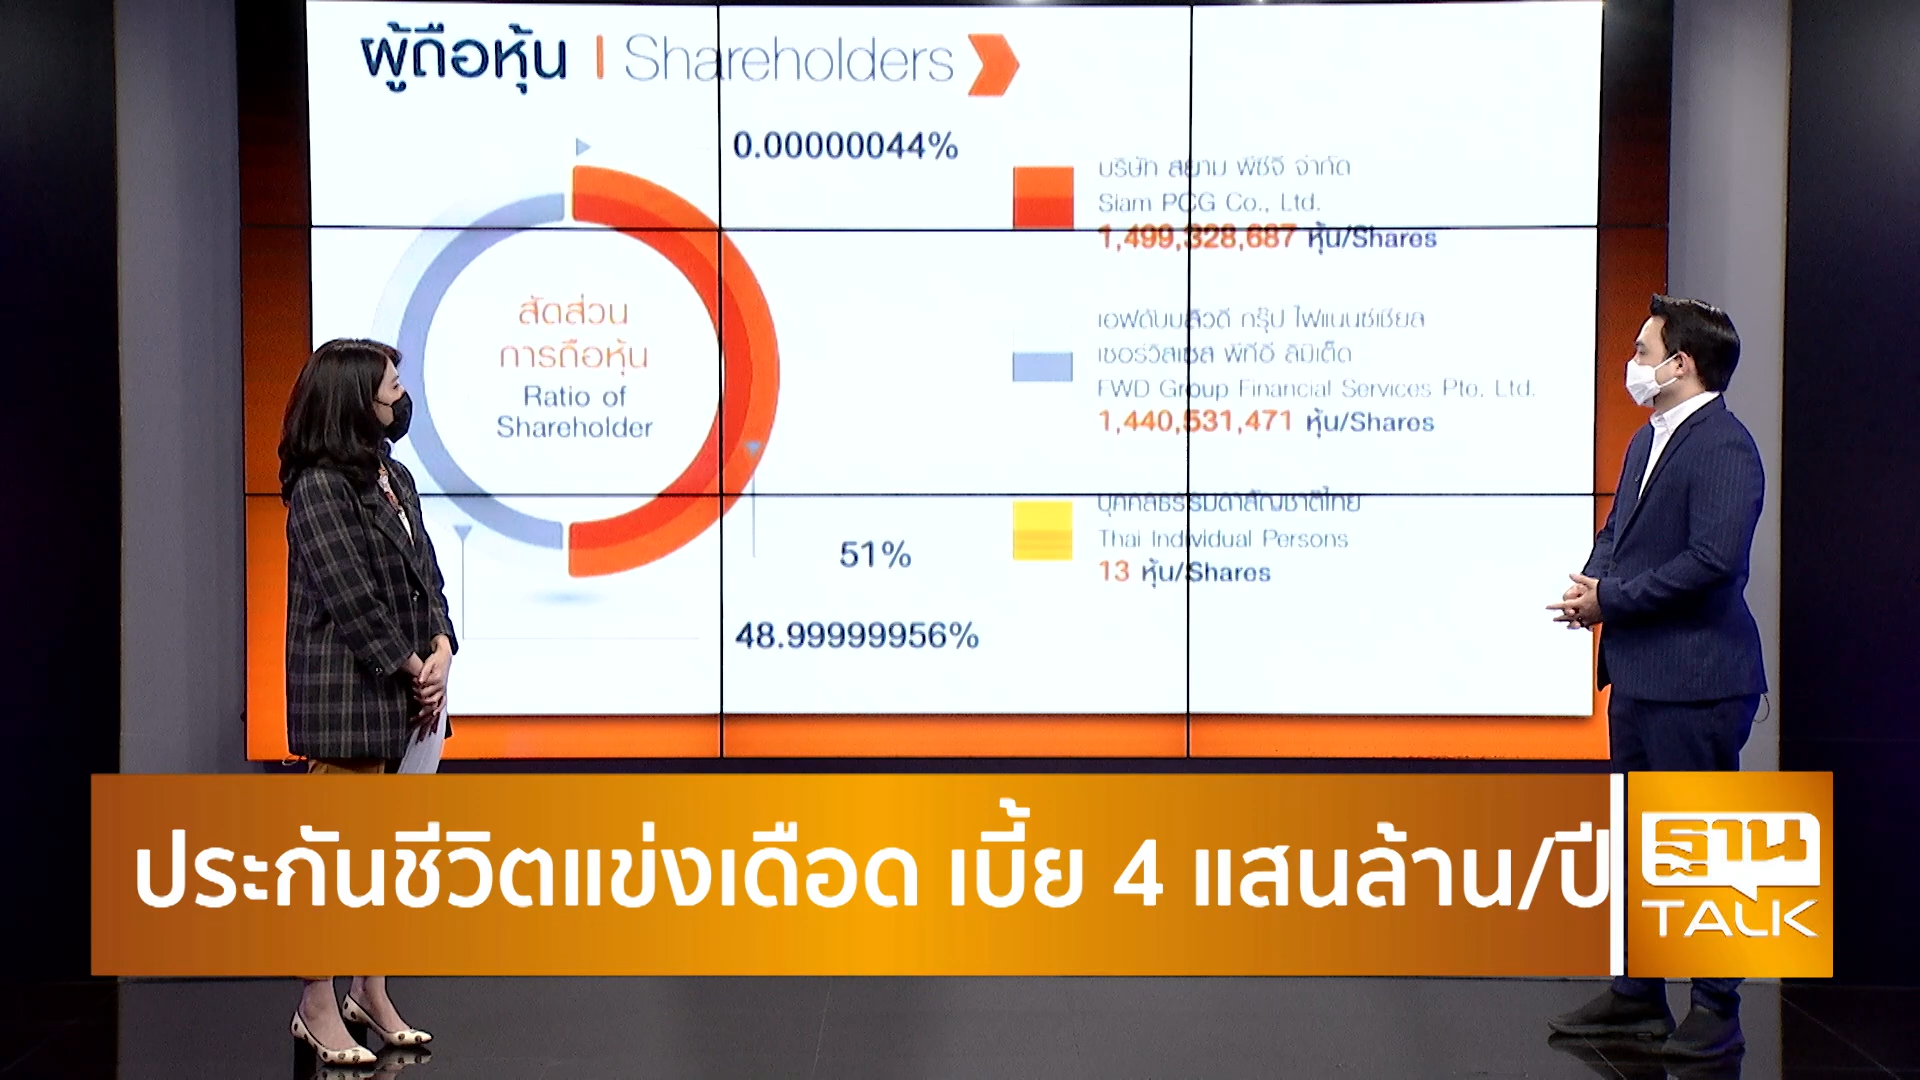 ผู้ถือหุ้น | Shareholders
0.00000044%
สัดส่วน
การถือหุ้น
Ratio of
Shareholder
51%
48.99999956%
บริษัท สยาม พีซีจี จำกัด
Siam PCG Co., Ltd.
1,499,328,687 หุ้น/Shares
เอฟดับบลิวดี กรุ๊ป ไฟแนนซ์เชียล
เซอร์วิสเซส พีทีอี ลิมิเต็ด
FWD Group Financial Services Pte. Ltd.
1,440,531,471 หุ้น/Shares
บุคคลธรรมดาสัญชาติไทย
Thai Individual Persons
13 หุ้น/Shares
ประกันชีวิตแข่งเดือด เบี้ย 4 แสนล้าน/ปี
ฐาน
TALK